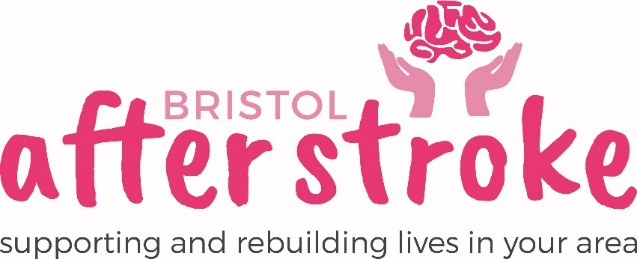 BRISTOL
after stroke
supporting and rebuilding lives in your area